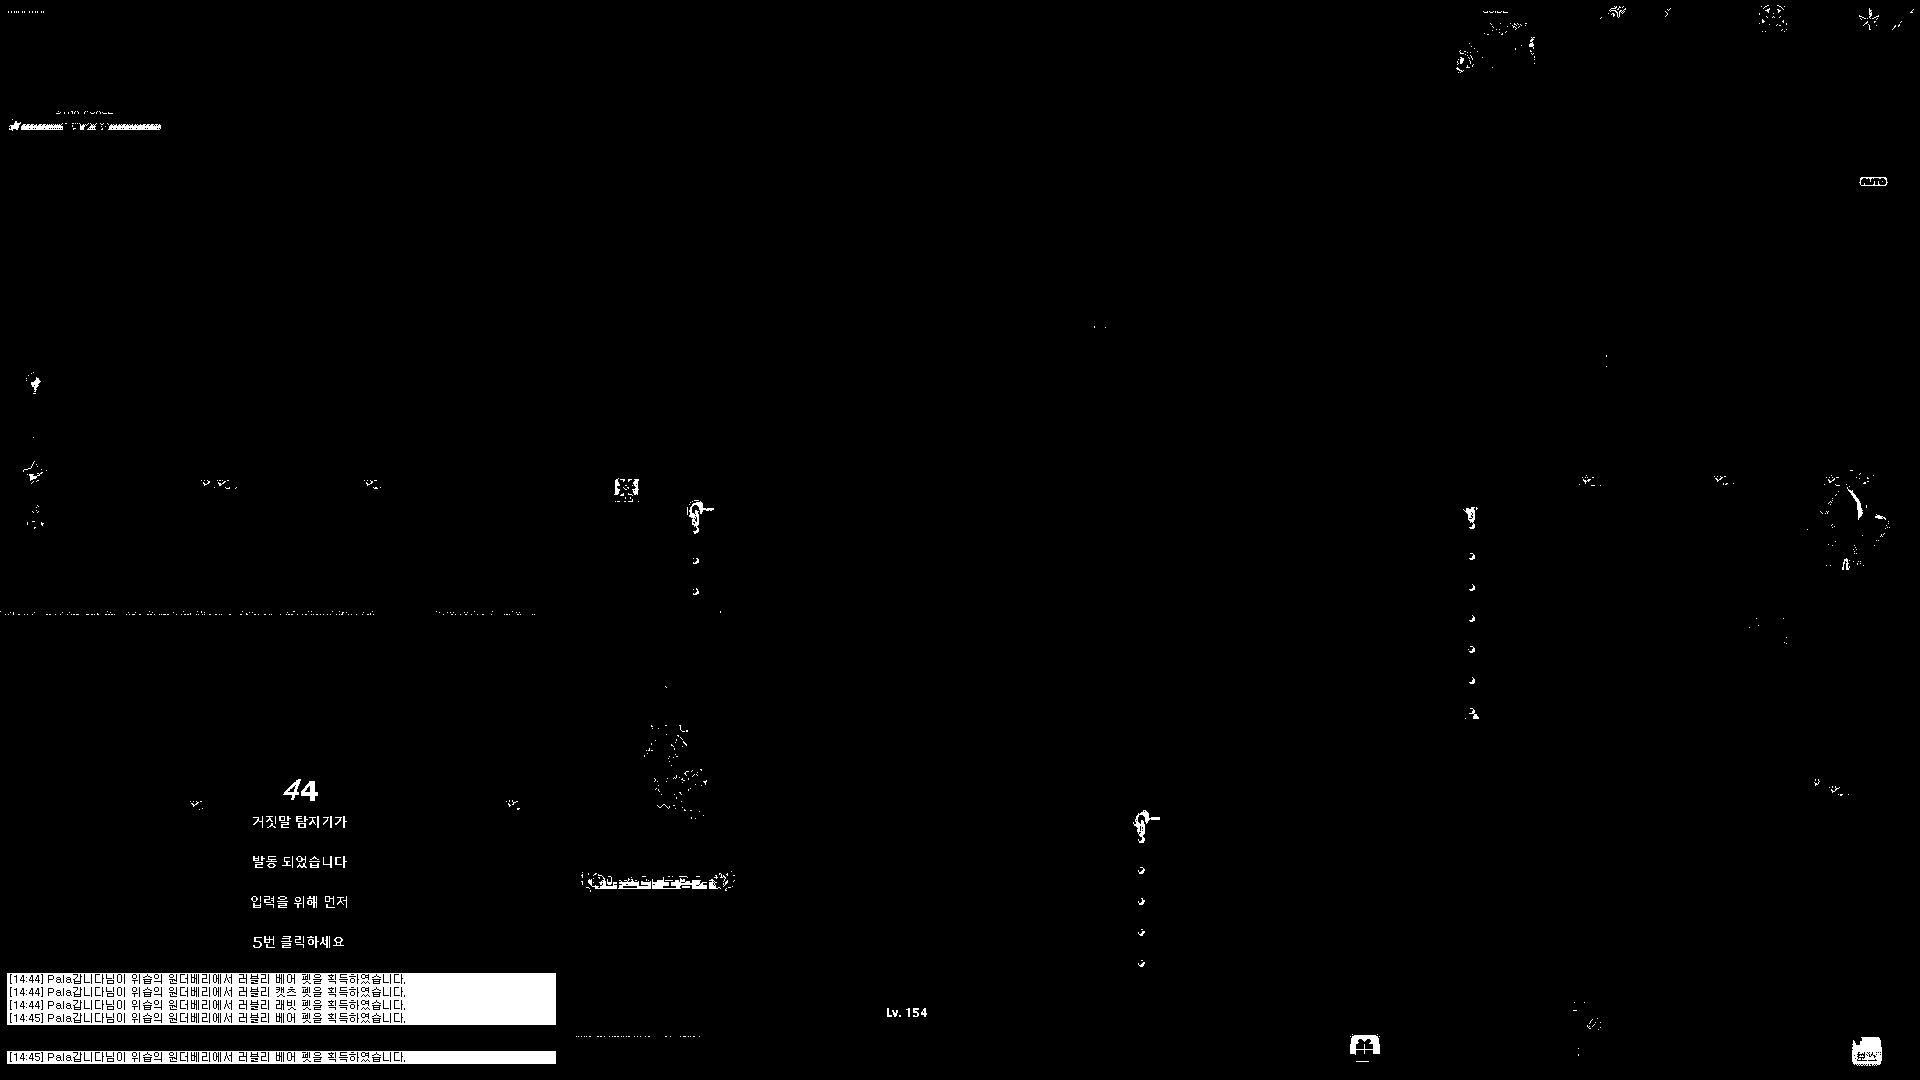 AUTO
44
거짓말 탐지기가
발동 되었습니다
입력을 위해 먼저
5번 클릭하세요
[14:44] Pala갑니다님이 위습의 원더베리에서 러블리 베어 펫을 획득하였습니다.
[14:44] Pala갑니다님이 위습의 원더베리에서 러블리 캣츠 펫을 획득하였습니다.
[14:44] Pala갑니다님이 위습의 원더베리에서 러블리 래빗 펫을 획득하였습니다.
[14:45] Pala갑니다님이 위습의 원더베리에서 러블리 베어 펫을 획득하였습니다.
Lv. 154
[14:45] Pala갑니다님이 위습의 원더베리에서 러블리 베어 펫을 획득하였습니다.